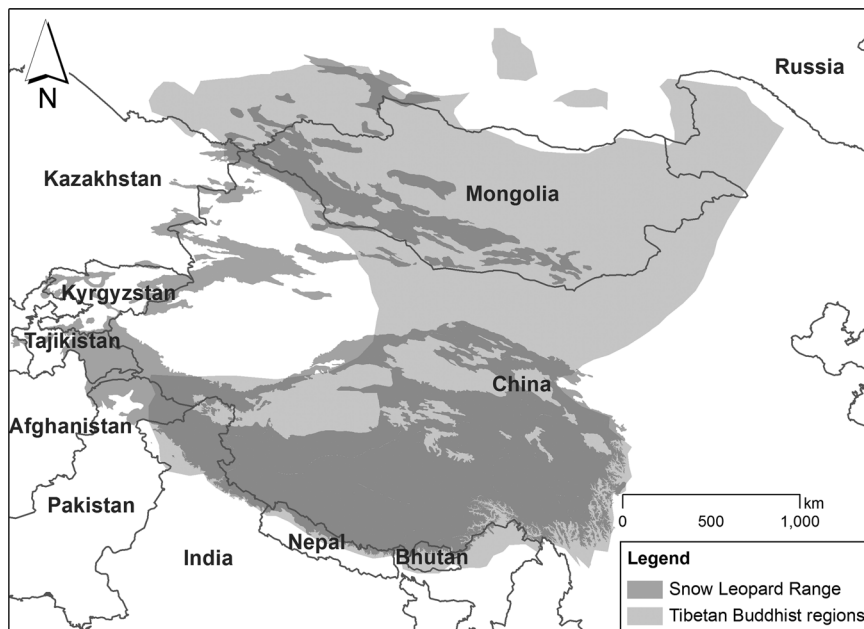 N
Russia
Kazakhstan
Mongolia
Kyrgyzstan
Tajikistan
China
Afghanistan
Pakistan
India
Nepal
Bhutan
km
0 500 1,000
Legend
Snow Leopard Range
Tibetan Buddhist regions